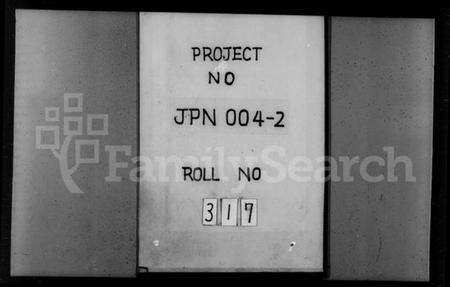 PROJECT
NO
JPN 004-2
FamilySearch
ROLL NO
317